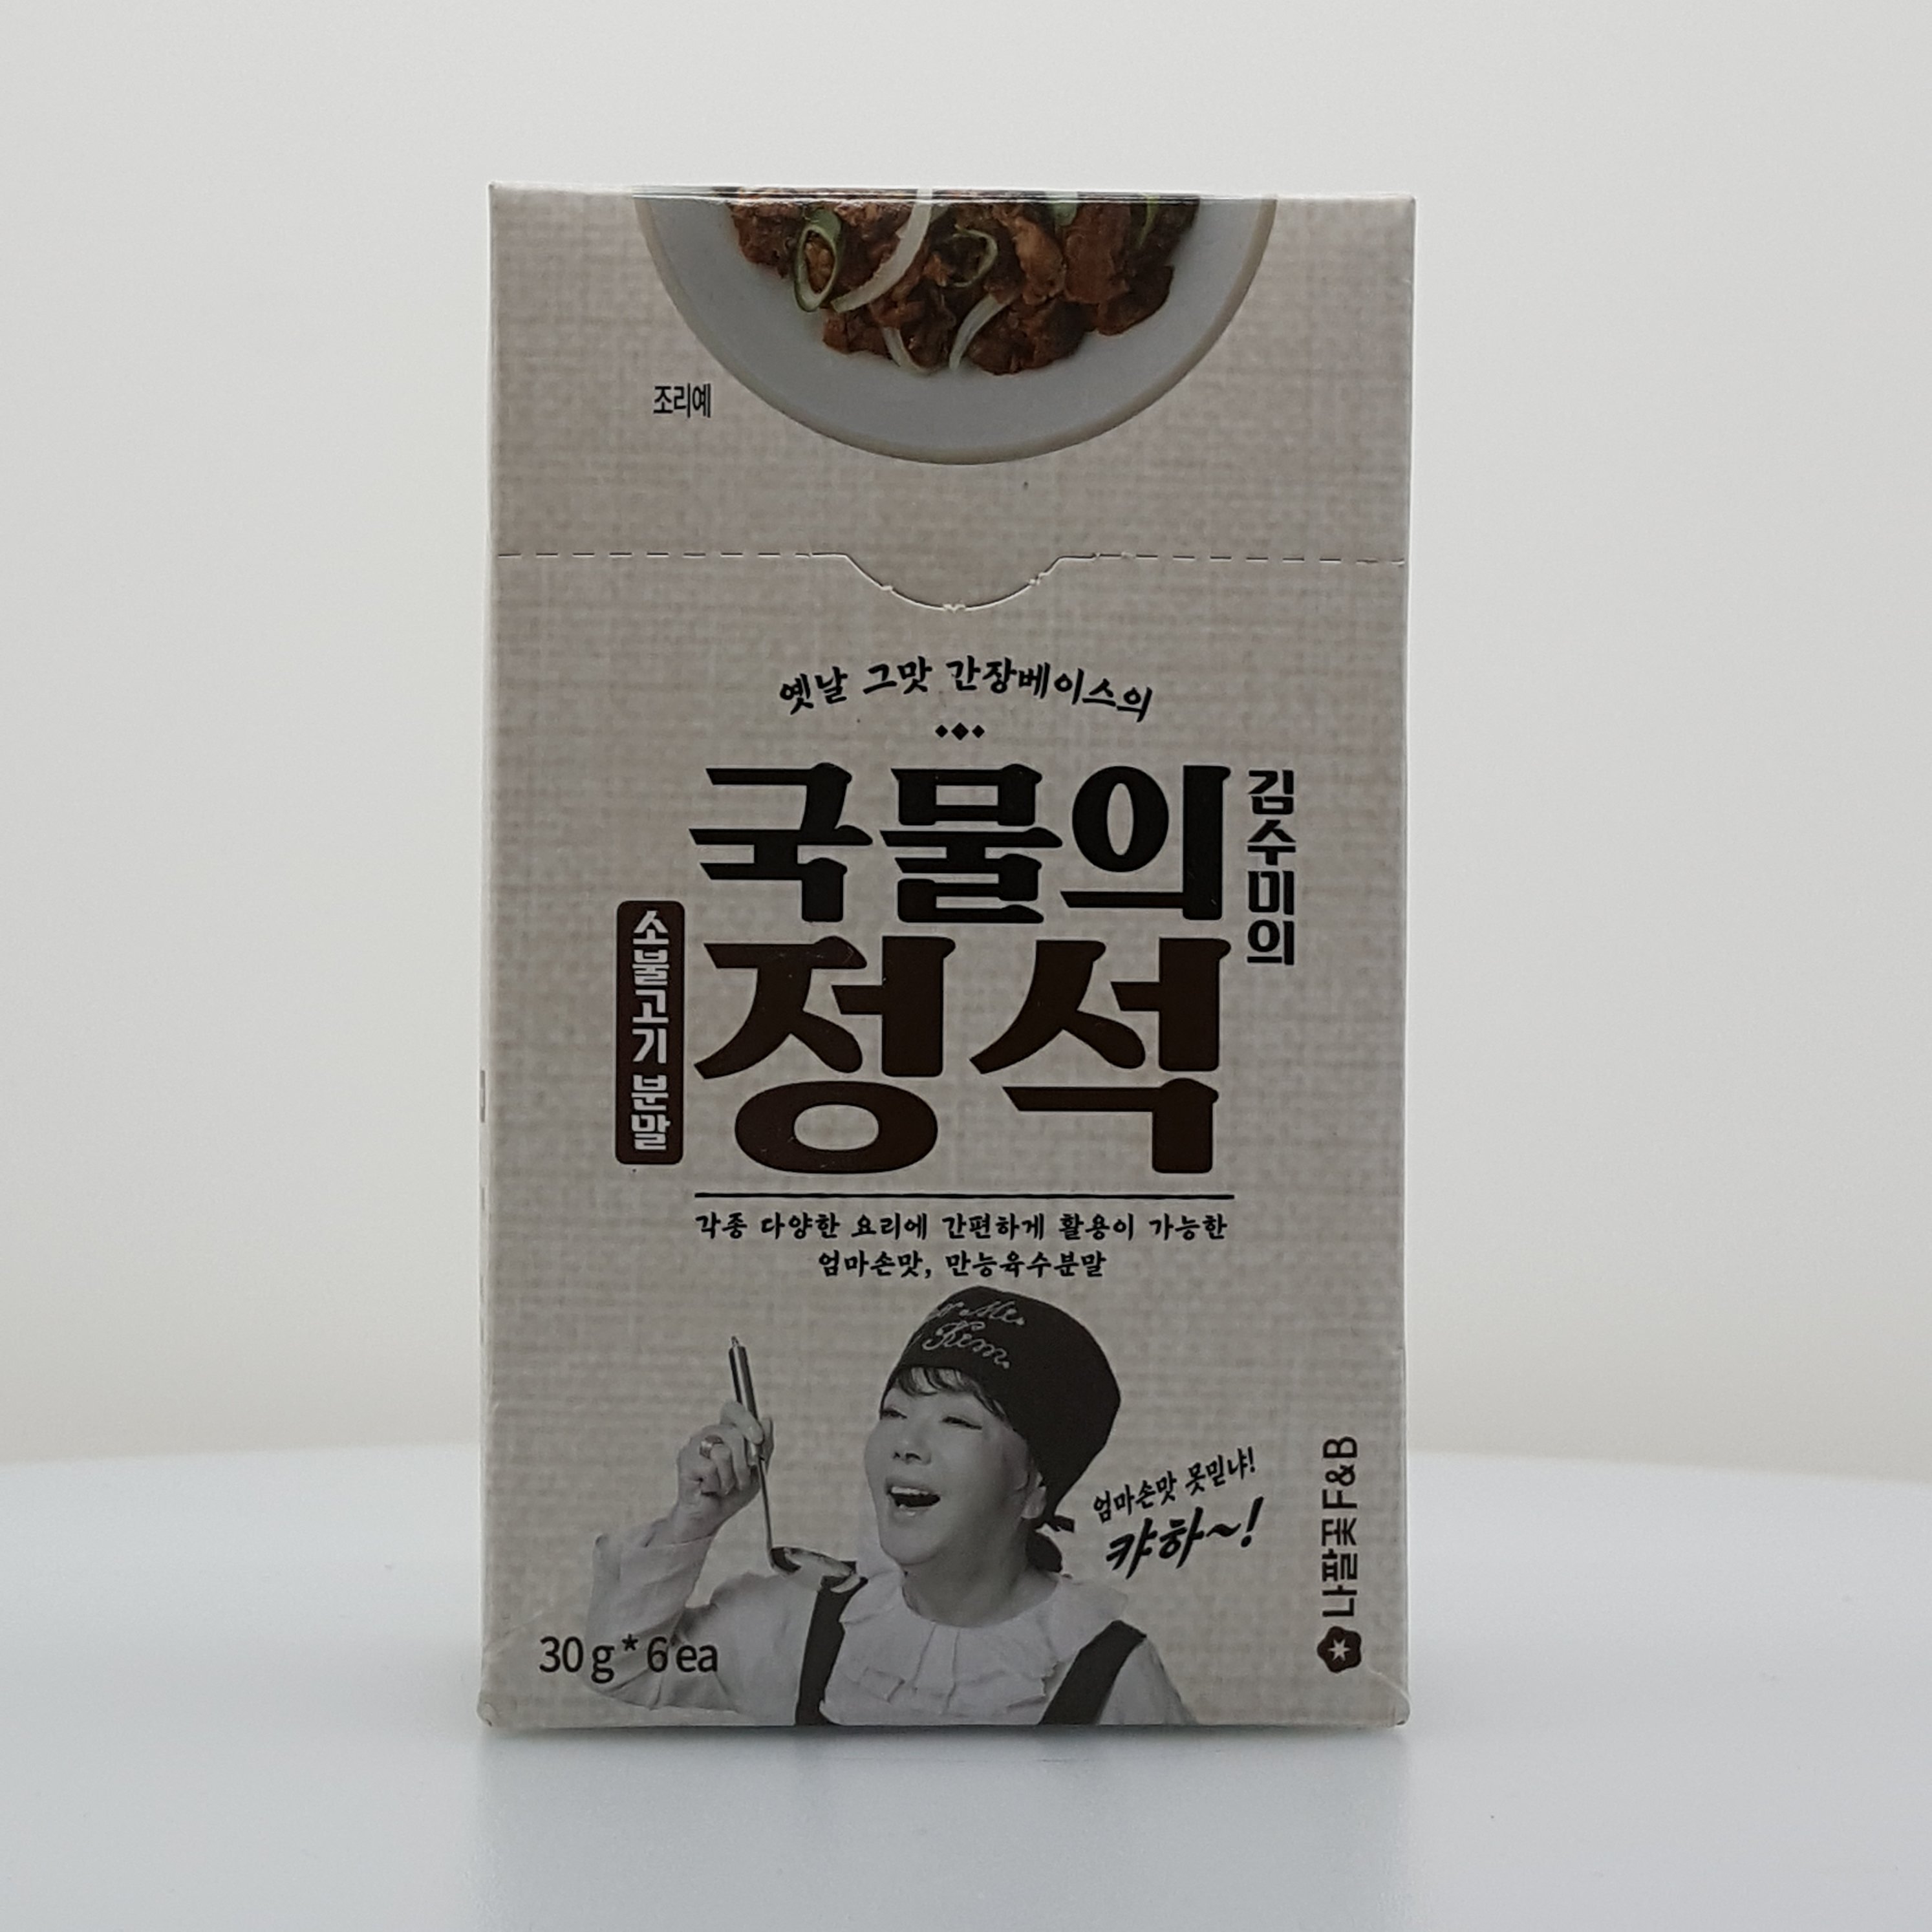 조리예
옛날 그맛 간장베이스의
김수미의
국물의
정석
소불고기 분말
각종 다양한 요리에 간편하게 활용이 가능한
엄마손맛, 만능육수분말
Me.
Kim.
엄마손맛 못믿냐!
캬하~!
30g*6ea
나팔꽃 F&B